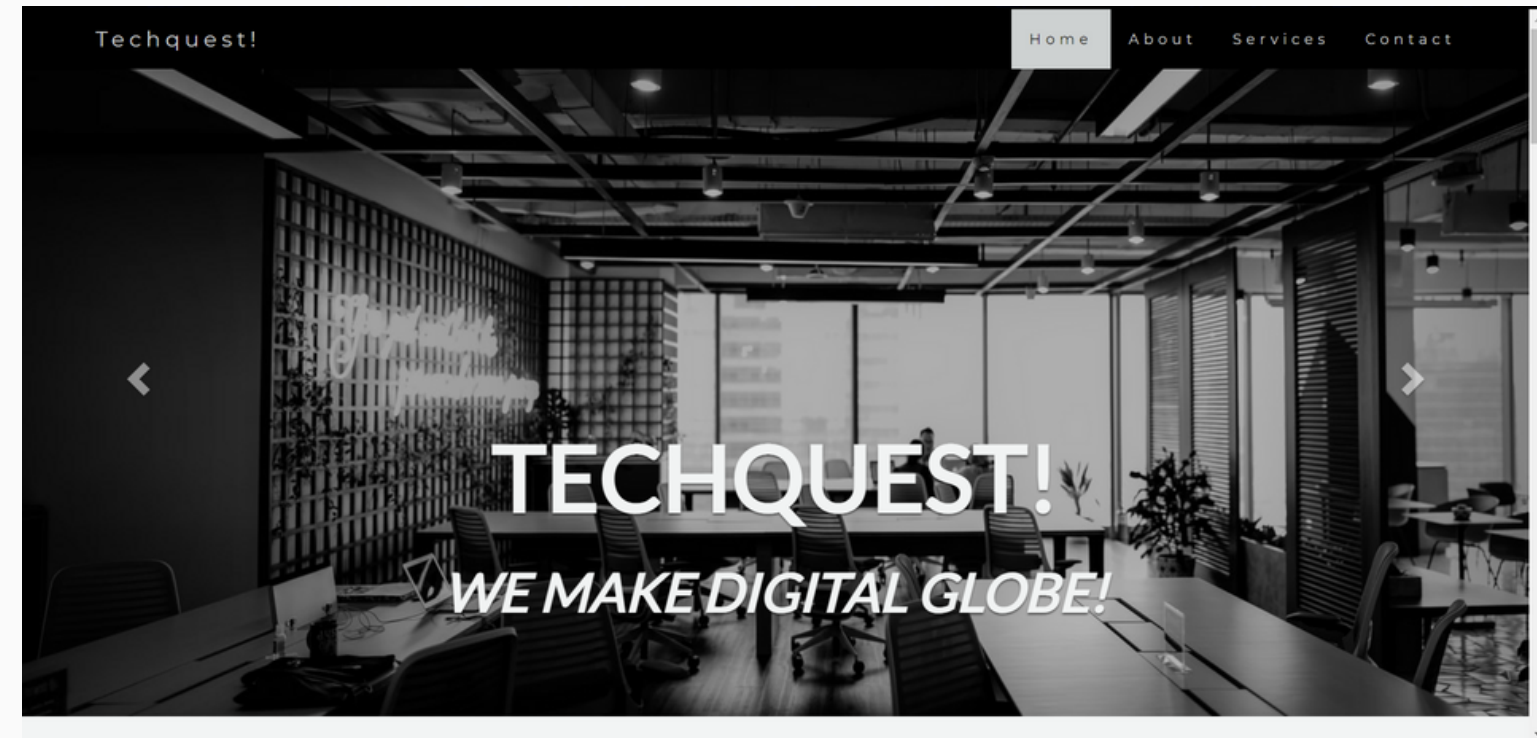 Techquest!
Home About Services Contact
TECHQUEST!
WE MAKE DIGITAL GLOBE!